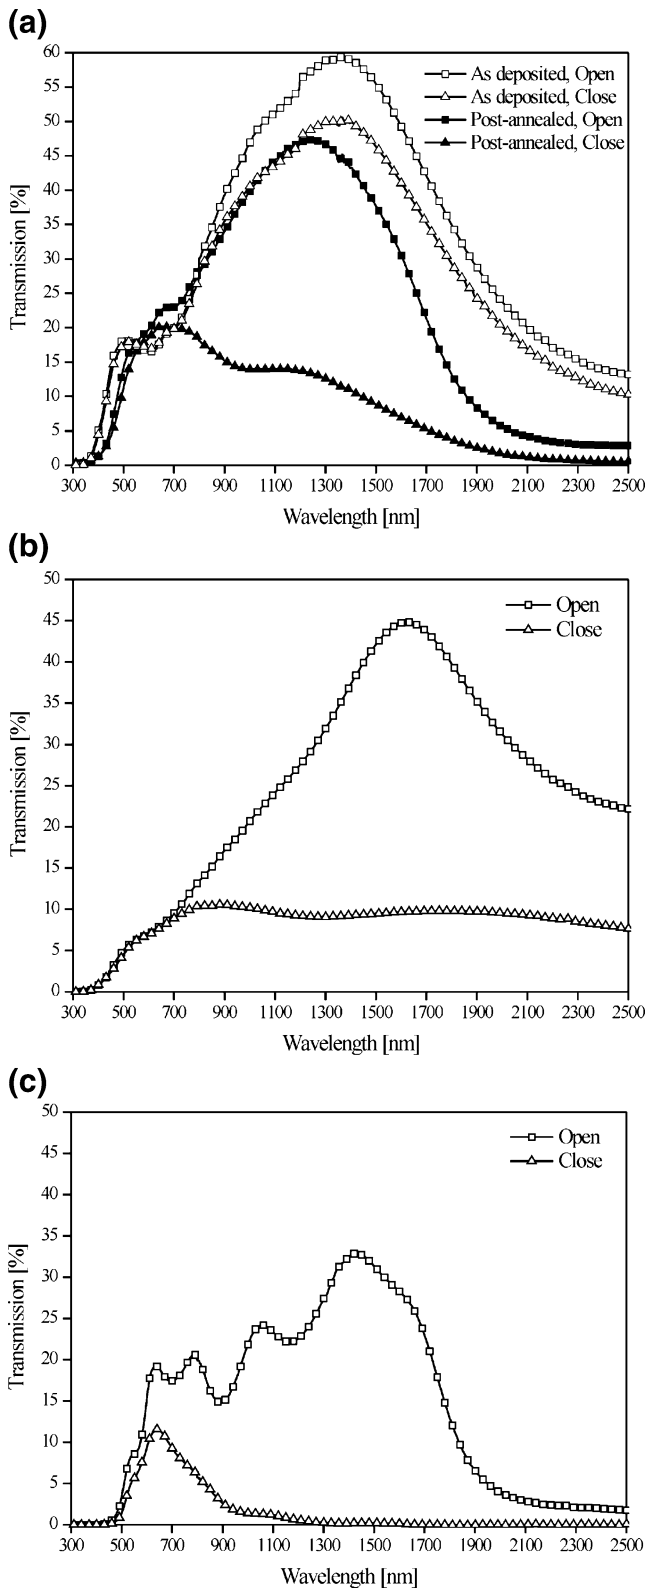 (a)
60
55
50
45
40
35
30
25
20
15
10
5
0
As deposited, Open
As deposited, Close
Post-annealed, Open
Post-annealed, Close
Transmission [%]
300 500 700 900 1100 1300 1500 1700 1900 2100 2300 2500
Wavelength [nm]
(b)
50
45
40
35
30
25
20
15
10
5
0
Open
Close
Transmission [%]
300 500 700 900 1100 1300 1500 1700 1900 2100 2300 2500
Wavelength [nm]
(c)
50
45
40
35
30
25
20
15
10
5
0
Open
Close
Transmission [%]
300 500 700 900 1100 1300 1500 1700 1900 2100 2300 2500
Wavelength [nm]